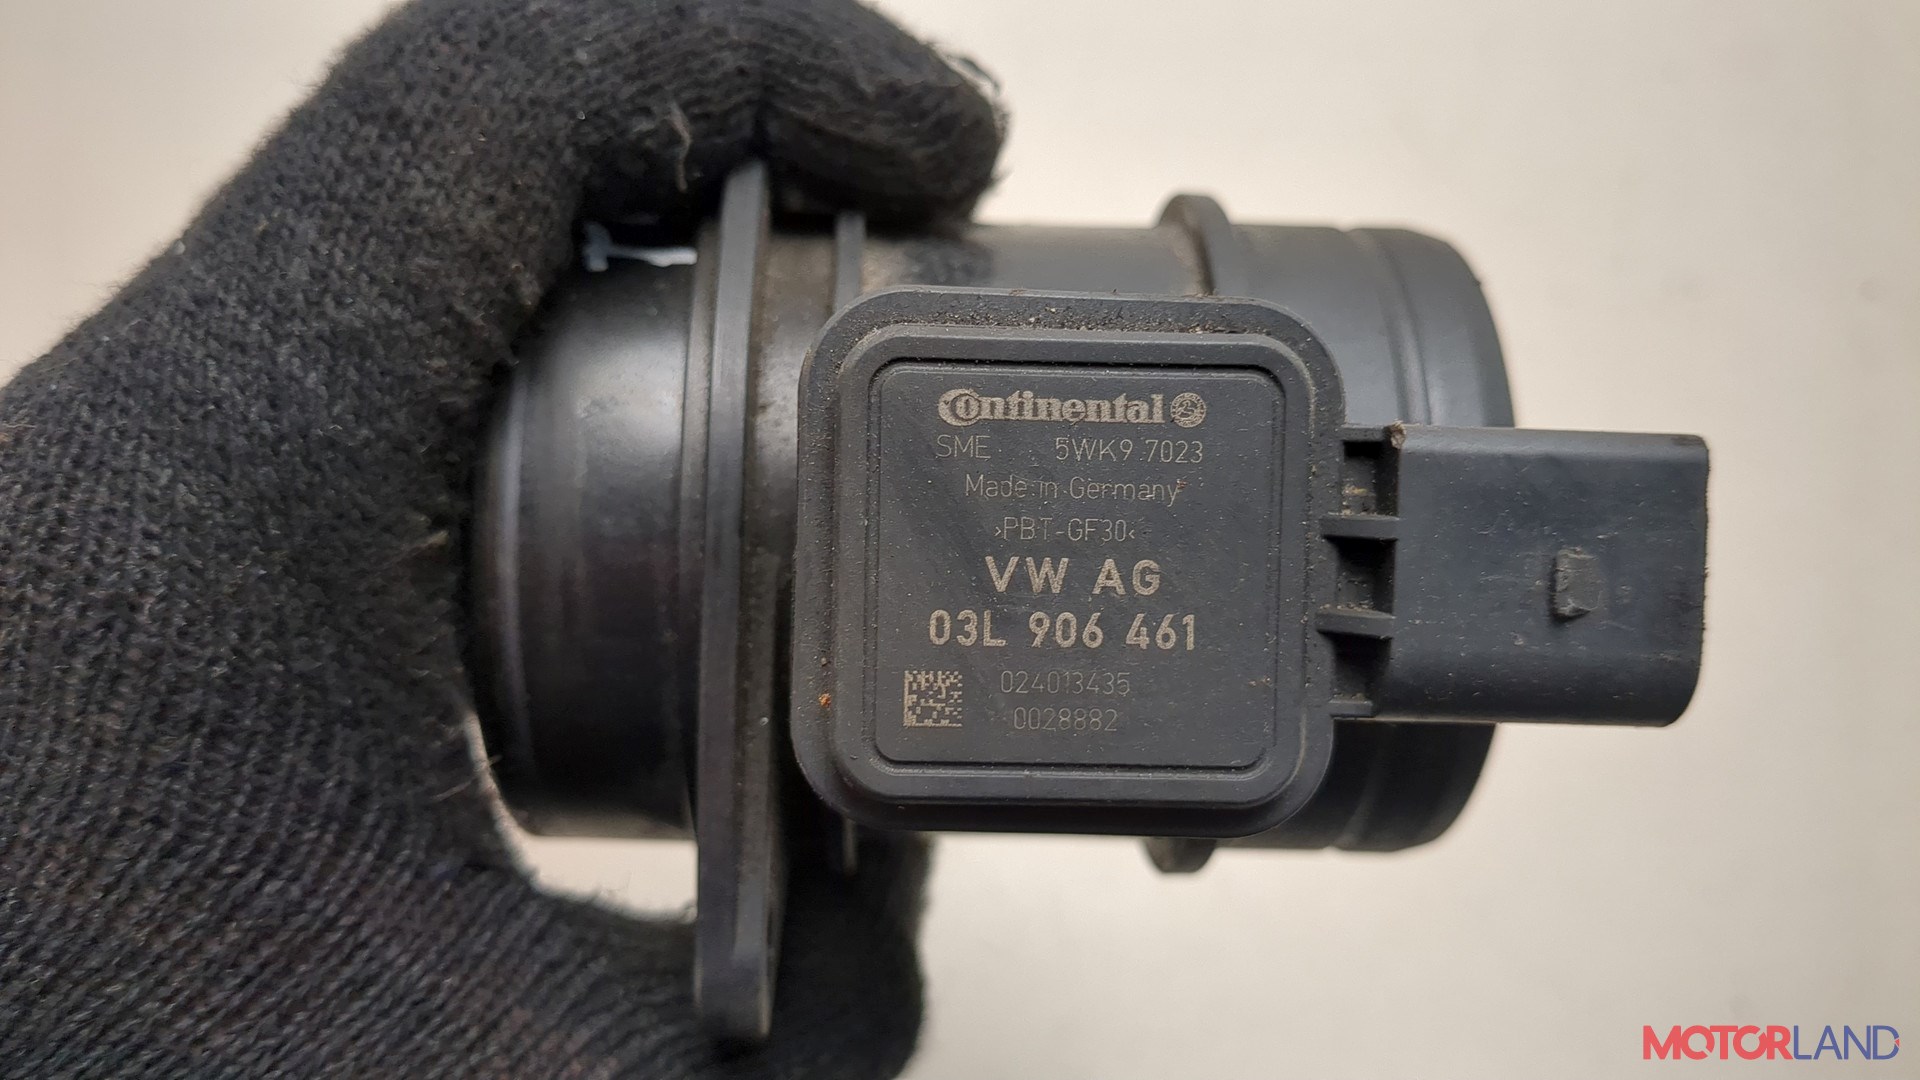 Continental
SME 5WK9 7023
Made in Germany
>PBT-GF30<
VW AG
03L 906 461
024013435
0028882
MOTORLAND